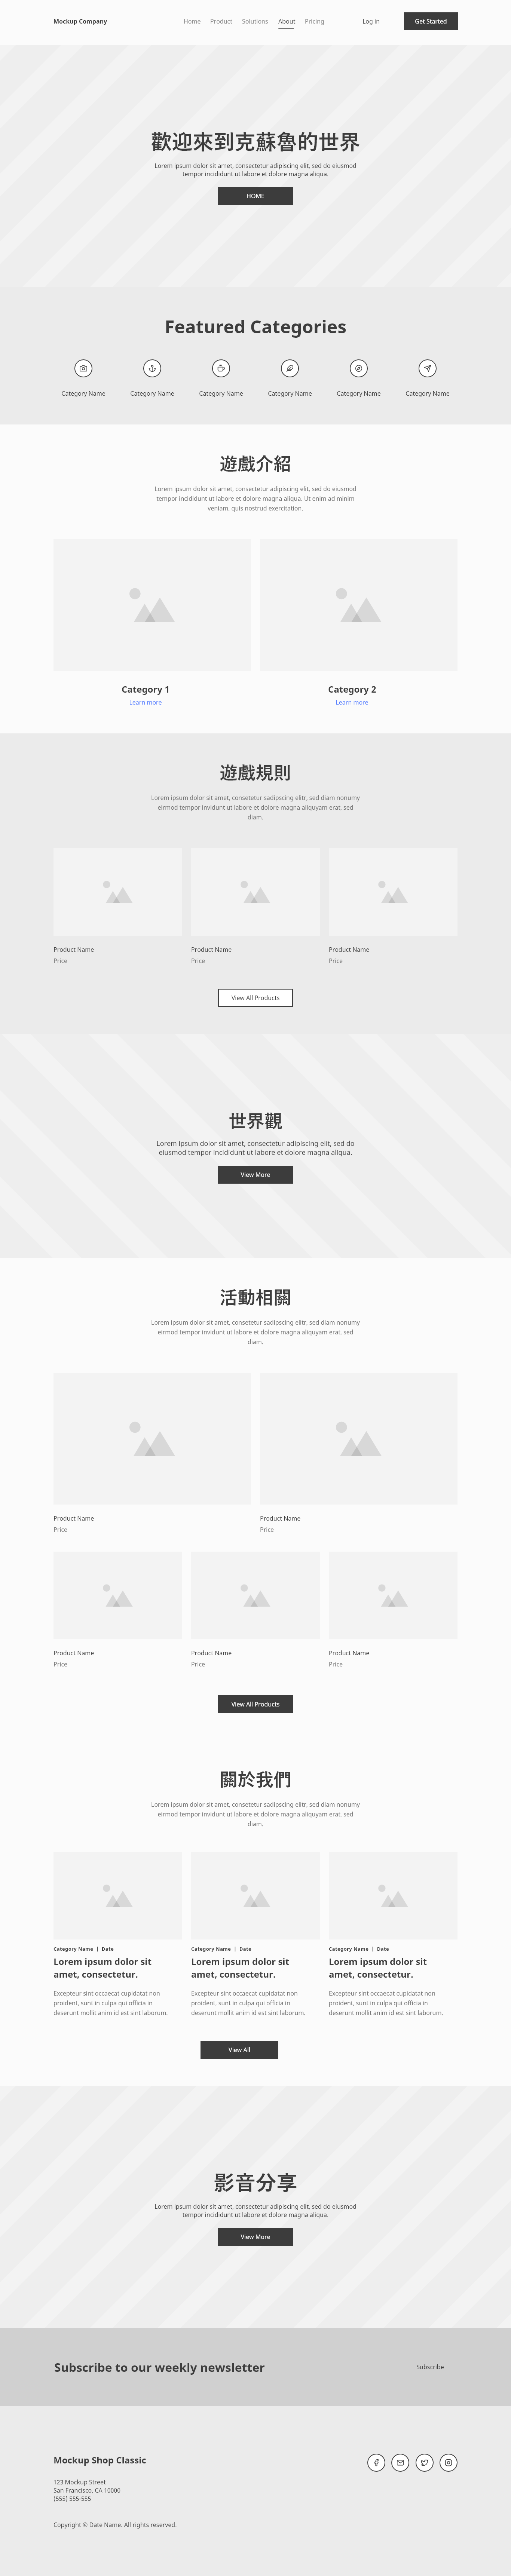 Mockup Company Home Product Solutions About Pricing Log in Get Started
歡迎來到克蘇魯的世界
Lorem ipsum dolor sit amet, consectetur adipiscing elit, sed do eiusmod
tempor incididunt ut labore et dolore magna aliqua.
HOME
Featured Categories
Category Name Category Name Category Name Category Name Category Name Category Name
遊戲介紹
Lorem ipsum dolor sit amet, consectetur adipiscing elit, sed do eiusmod
tempor incididunt ut labore et dolore magna aliqua. Ut enim ad minim
veniam, quis nostrud exercitation.
Category 1 Category 2
Learn more Learn more
遊戲規則
Lorem ipsum dolor sit amet, consetetur sadipscing elitr, sed diam nonumy
eirmod tempor invidunt ut labore et dolore magna aliquyam erat, sed
diam.
Product Name Product Name Product Name
Price Price Price
View All Products
世界觀
Lorem ipsum dolor sit amet, consectetur adipiscing elit, sed do
eiusmod tempor incididunt ut labore et dolore magna aliqua.
View More
活動相關
Lorem ipsum dolor sit amet, consetetur sadipscing elitr, sed diam nonumy
eirmod tempor invidunt ut labore et dolore magna aliquyam erat, sed
diam.
Product Name Product Name
Price Price
Product Name Product Name Product Name
Price Price Price
View All Products
關於我們
Lorem ipsum dolor sit amet, consetetur sadipscing elitr, sed diam nonumy
eirmod tempor invidunt ut labore et dolore magna aliquyam erat, sed
diam.
Category Name | Date Category Name | Date Category Name | Date
Lorem ipsum dolor sit Lorem ipsum dolor sit Lorem ipsum dolor sit
amet, consectetur. amet, consectetur. amet, consectetur.
Excepteur sint occaecat cupidatat non Excepteur sint occaecat cupidatat non Excepteur sint occaecat cupidatat non
proident, sunt in culpa qui officia in proident, sunt in culpa qui officia in proident, sunt in culpa qui officia in
deserunt mollit anim id est sint laborum. deserunt mollit anim id est sint laborum. deserunt mollit anim id est sint laborum.
View All
影音分享
Lorem ipsum dolor sit amet, consectetur adipiscing elit, sed do eiusmod
tempor incididunt ut labore et dolore magna aliqua.
View More
Subscribe to our weekly newsletter Subscribe
Mockup Shop Classic
123 Mockup Street
San Francisco, CA 10000
(555) 555-555
Copyright © Date Name. All rights reserved.